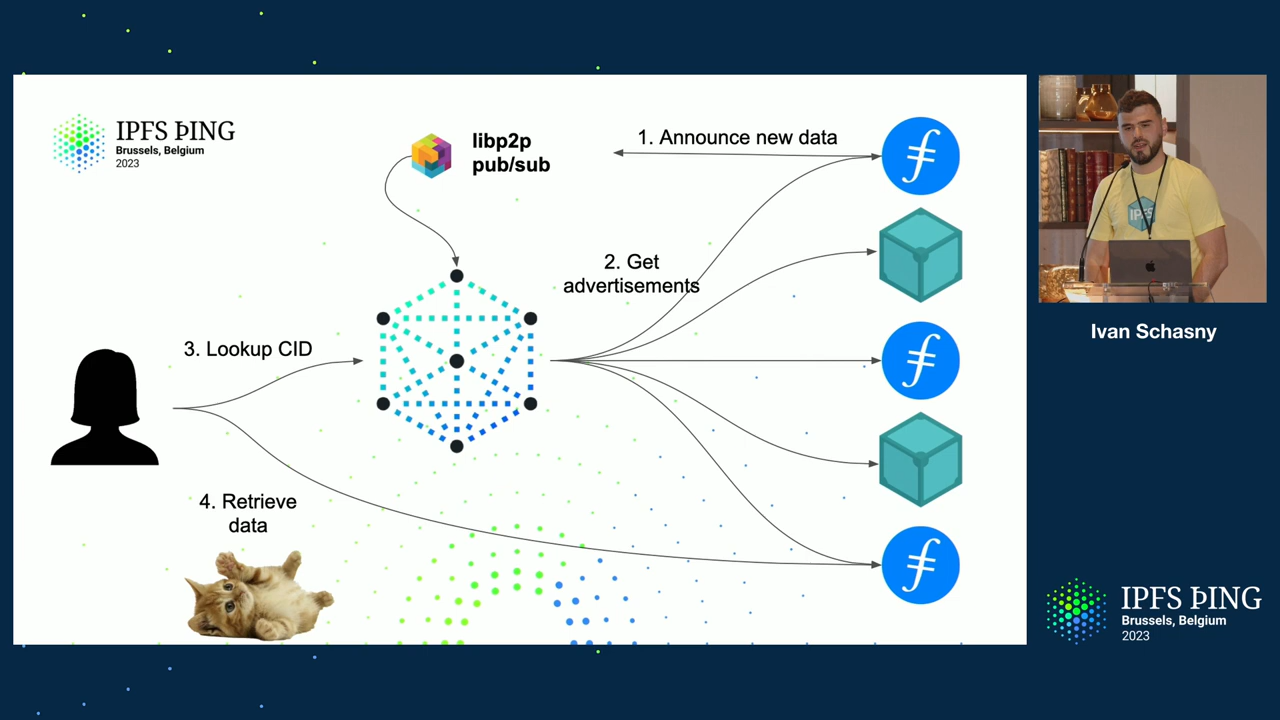 IPFS ÞING
Brussels, Belgium
2023
libp2p
pub/sub
1. Announce new data
2. Get
advertisements
3. Lookup CID
4. Retrieve
data
IPFS
Ivan Schasny
IPFS ÞING
Brussels, Belgium
2023